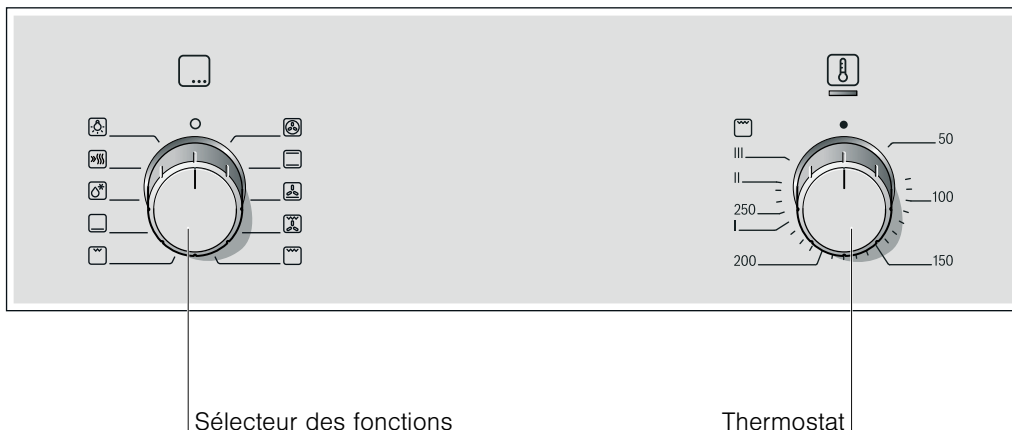 50
III
II
100
250
I
200
150
Sélecteur des fonctions
Thermostat